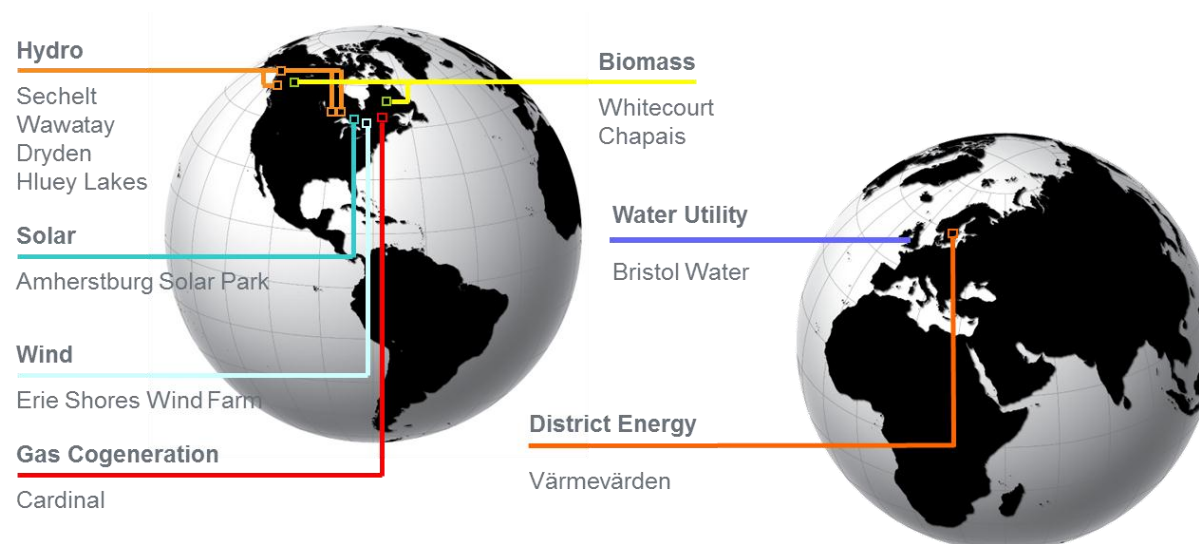 Hydro
Sechelt
Wawatay
Dryden
Hluey Lakes
Solar
Amherstburg Solar Park
Wind
Erie Shores Wind Farm
Gas Cogeneration
Cardinal
Biomass
Whitecourt
Chapais
Water Utility
Bristol Water
District Energy
Värmevärden